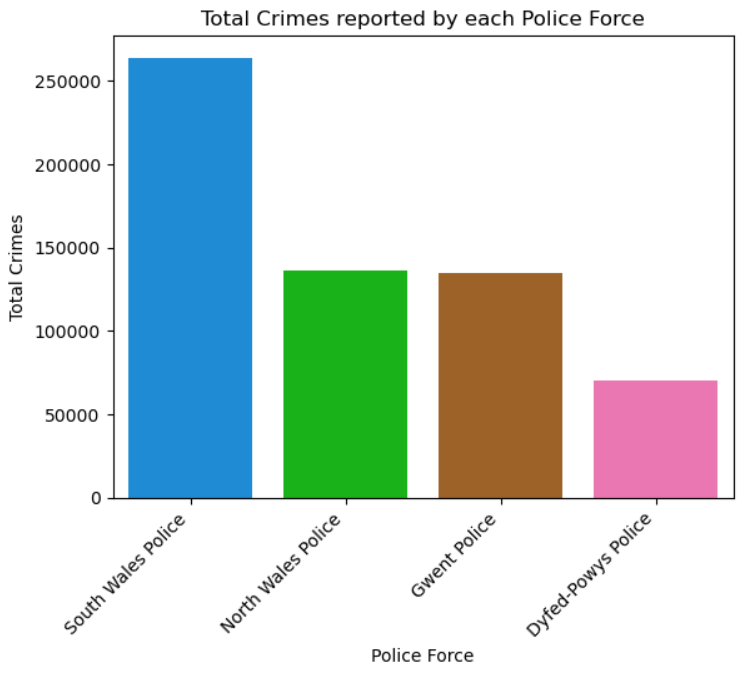 Total Crimes reported by each Police Force
Total Crimes
250000
200000
150000
100000
50000
0
South Wales Police
North Wales Police
Gwent Police
Dyfed-Powys Police
Police Force